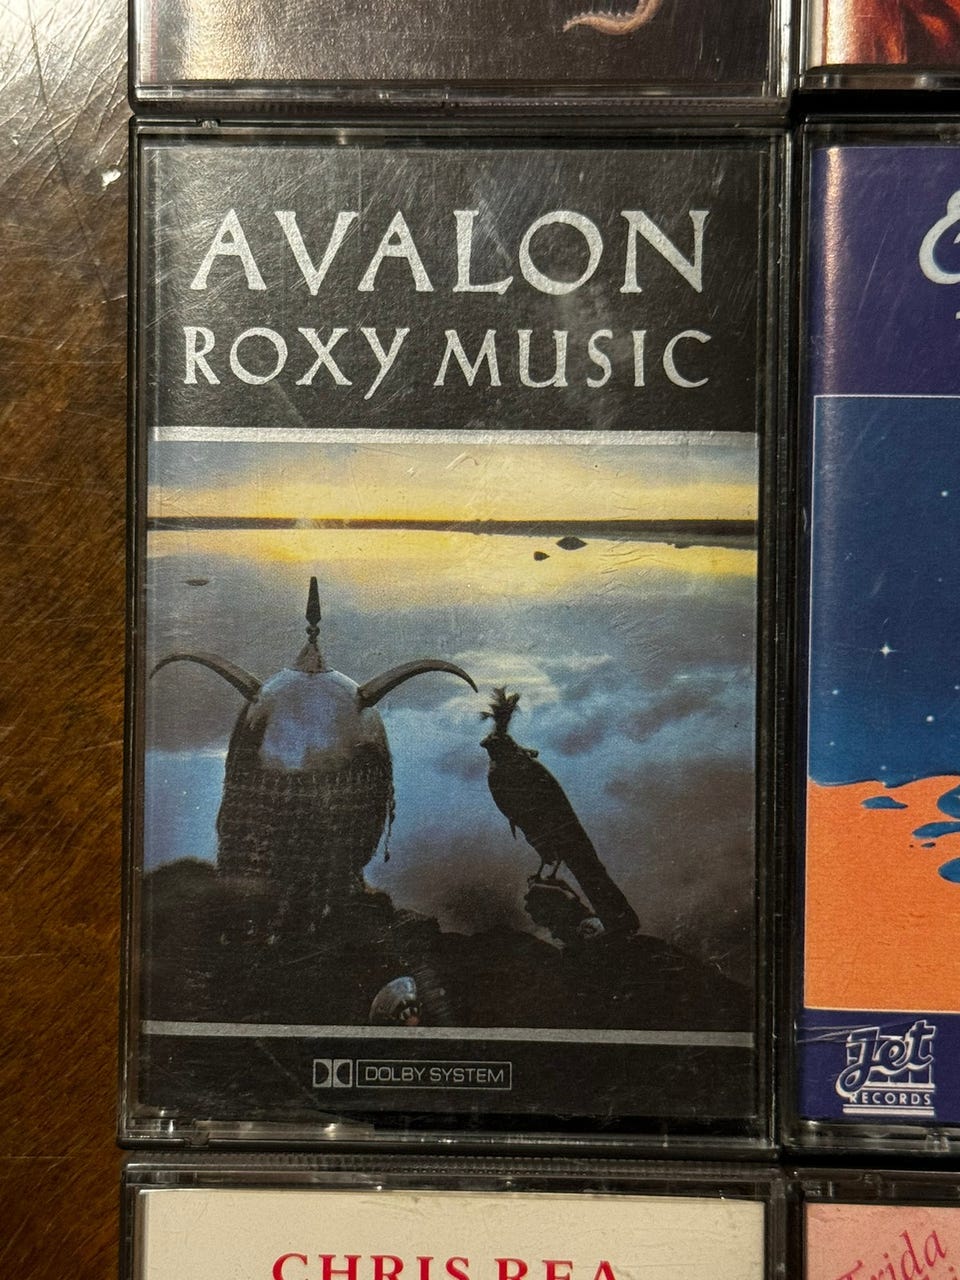 AVALON
ROXY MUSIC
DOLBY SYSTEM
Jet
RECORDS
CHRIS REA